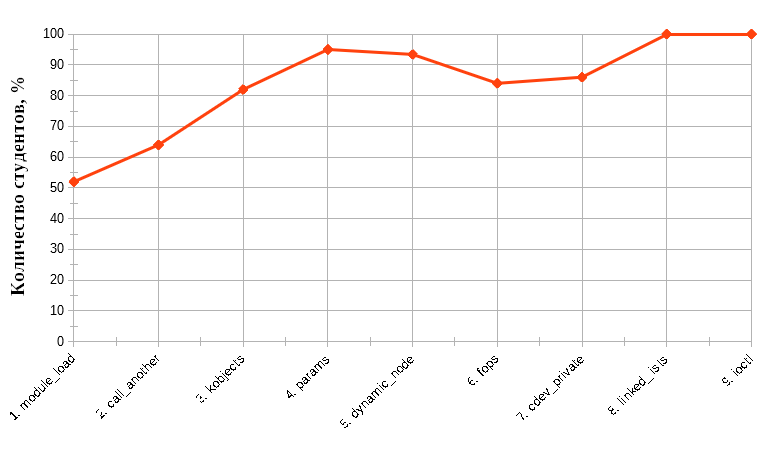 Количество студентов, %
100
90
80
70
60
50
40
30
20
10
0
1. module_load
2. call_another
3. kobjects
4. params
5. dynamic_node
6. fops
7. cdev_private
8. linked_lists
9. ioctl